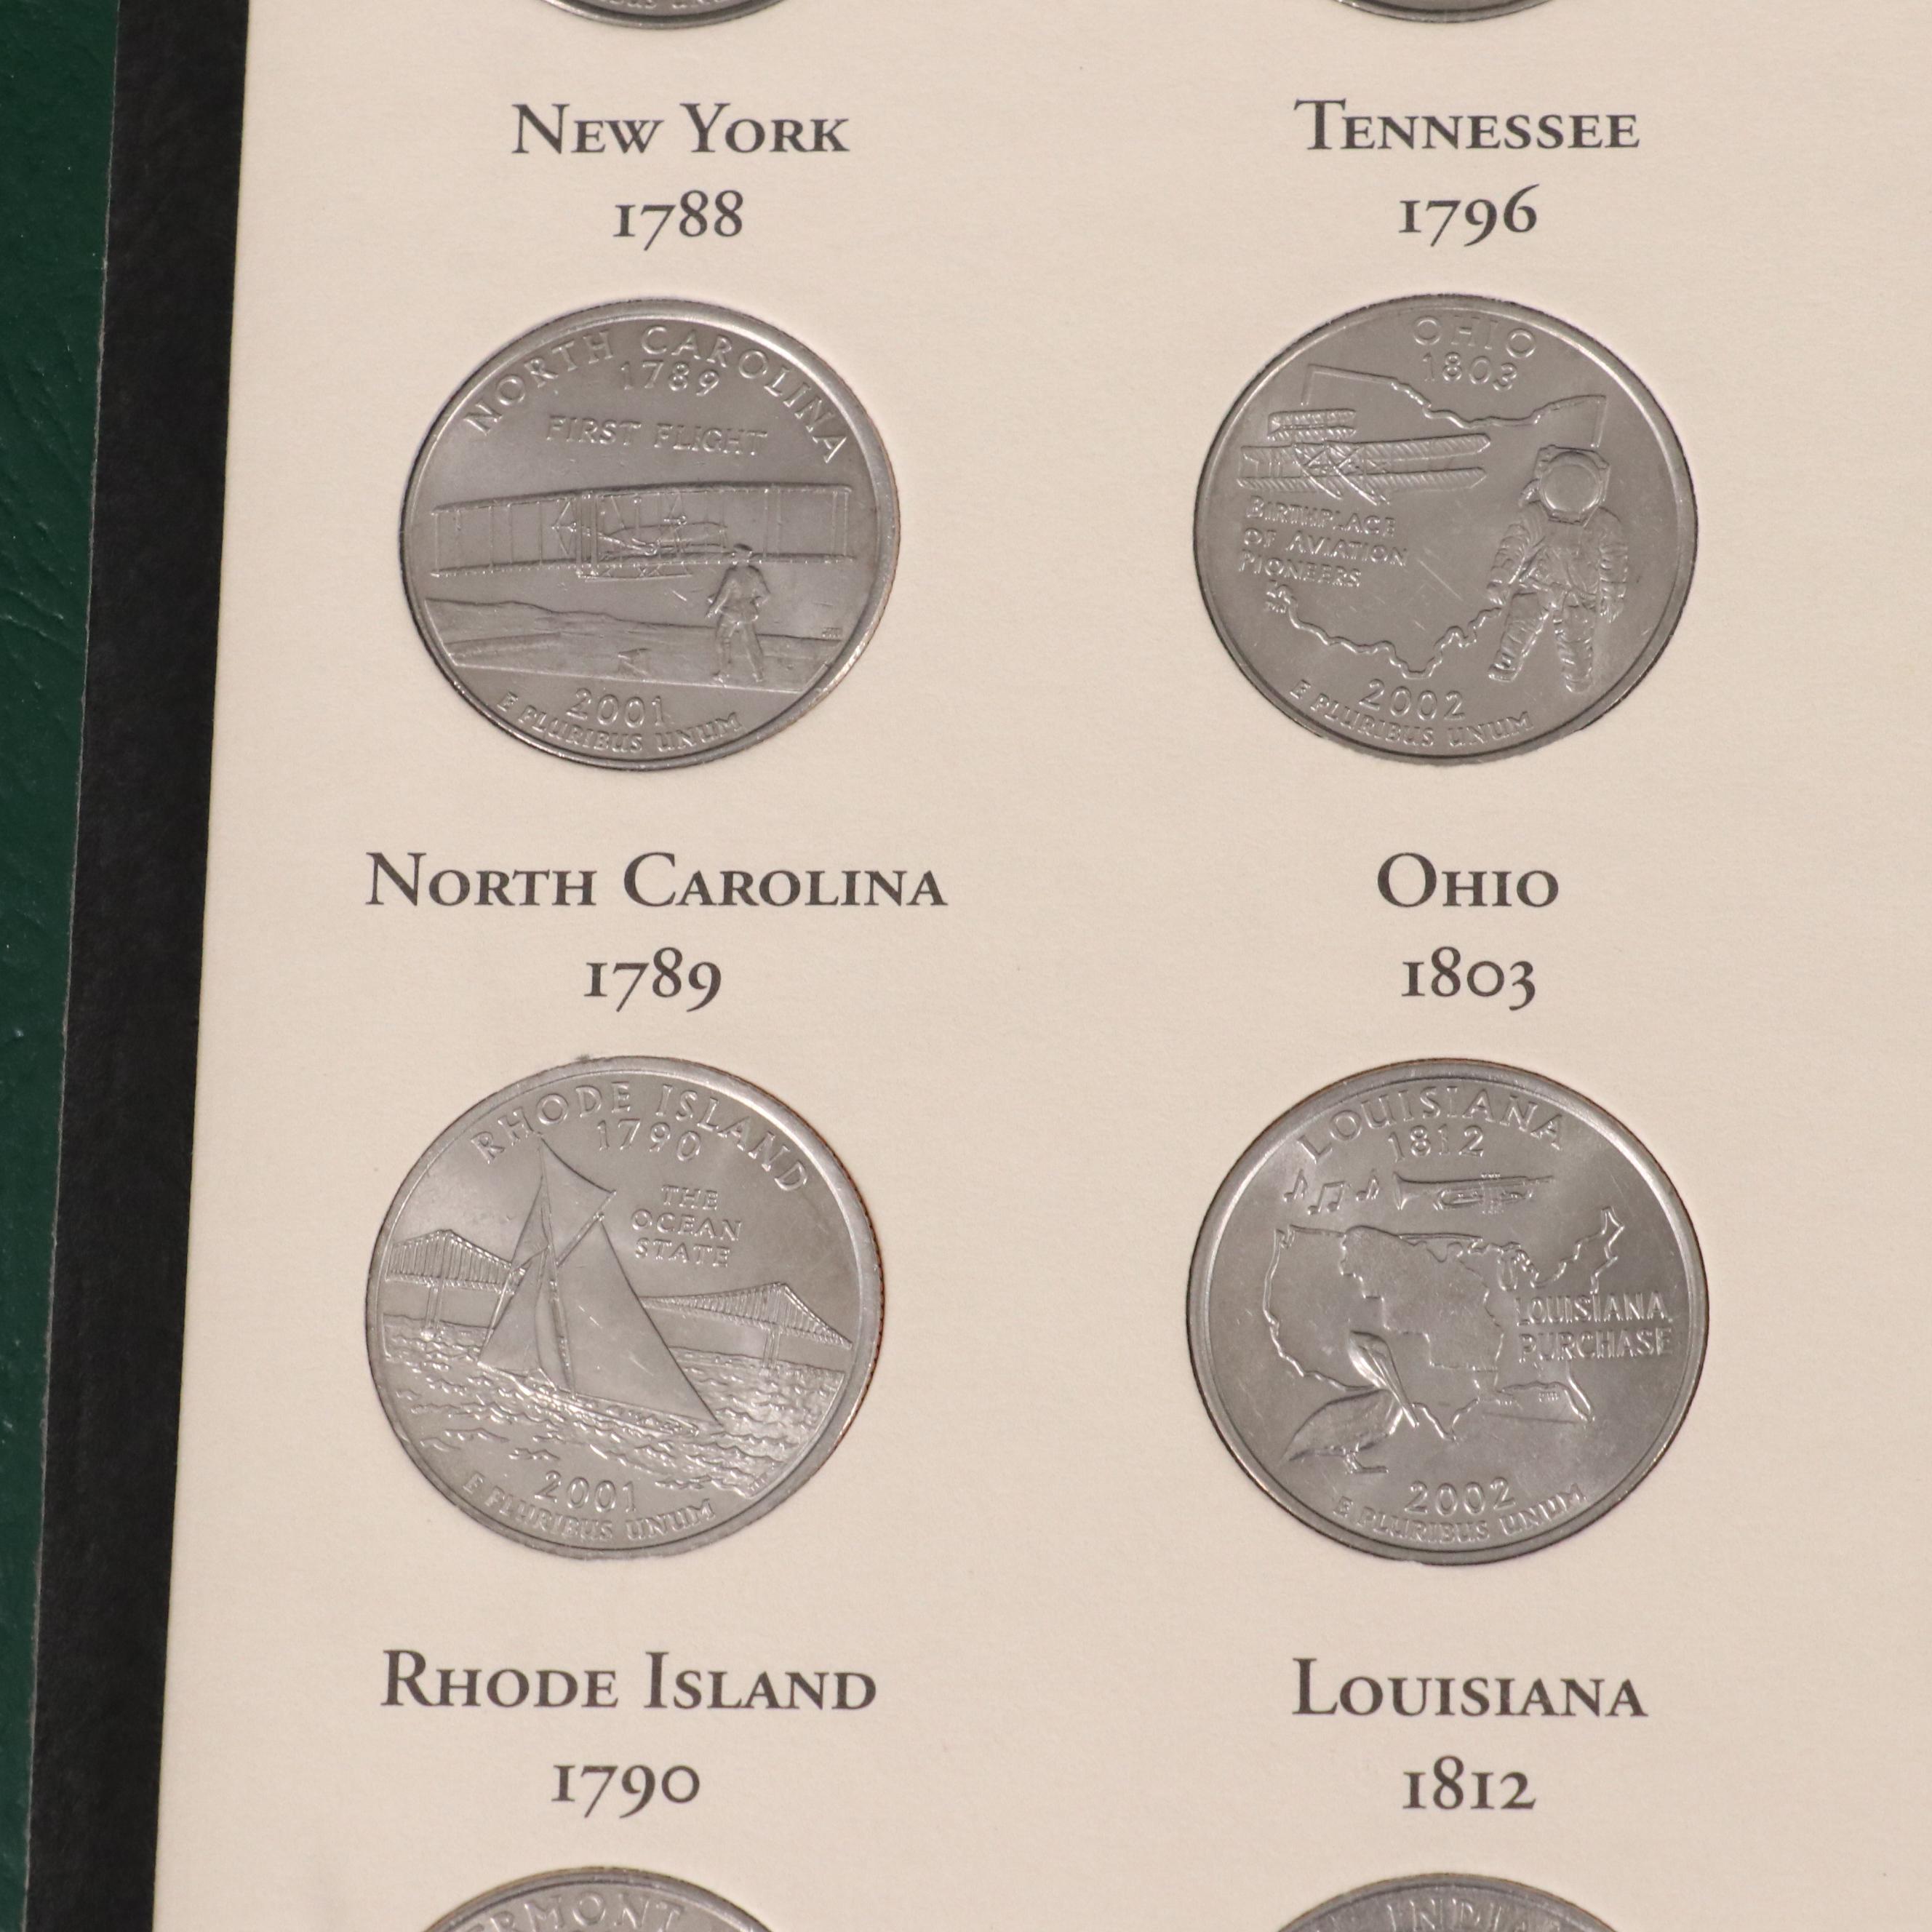 NEW YORK
1788
TENNESSEE
1796
NORTH CAROLINA
1789
FIRST FLIGHT
2001
E PLURIBUS UNUM
OHIO
1803
BIRTHPLACE
OF AVIATION
PIONEERS
2002
E PLURIBUS UNUM
NORTH CAROLINA
1789
OHIO
1803
RHODE ISLAND
1790
THE
OCEAN
STATE
2001
E PLURIBUS UNUM
LOUISIANA
1812
LOUISIANA
PURCHASE
2002
E PLURIBUS UNUM
RHODE ISLAND
1790
LOUISIANA
1812